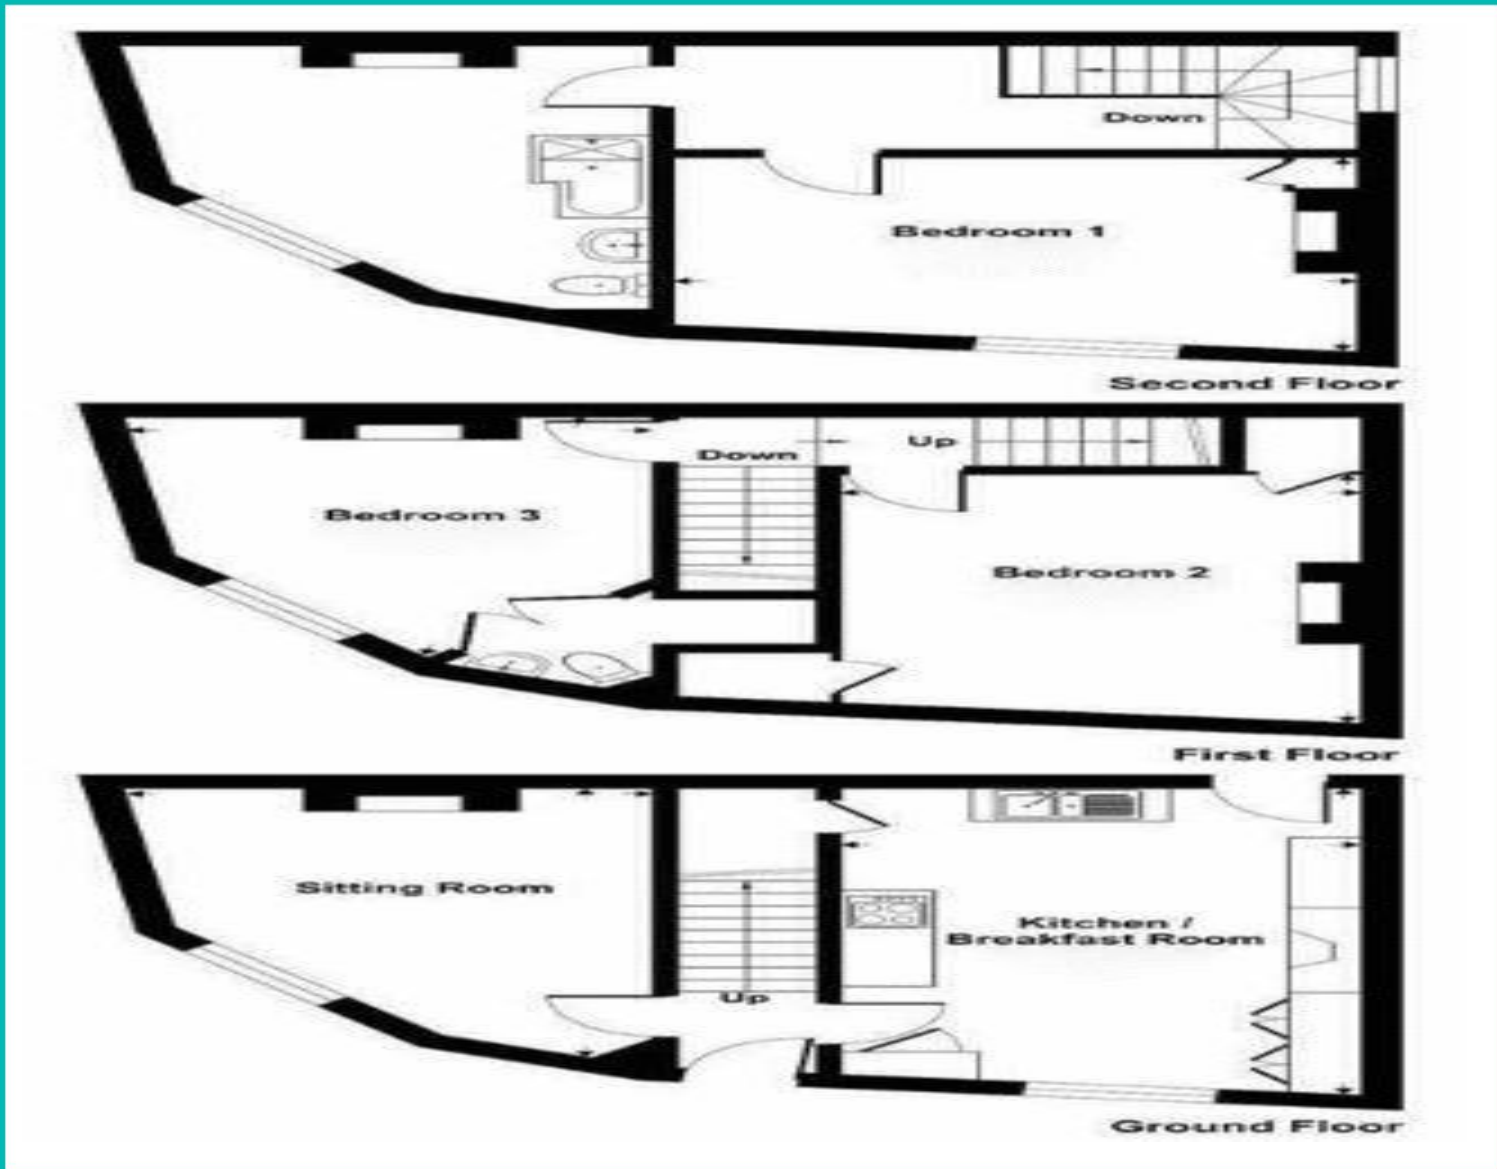 Down
Bedroom 1
Second Floor
Down
Up
Bedroom 3
Bedroom 2
First Floor
Sitting Room
Kitchen /
Breakfast Room
Up
Ground Floor